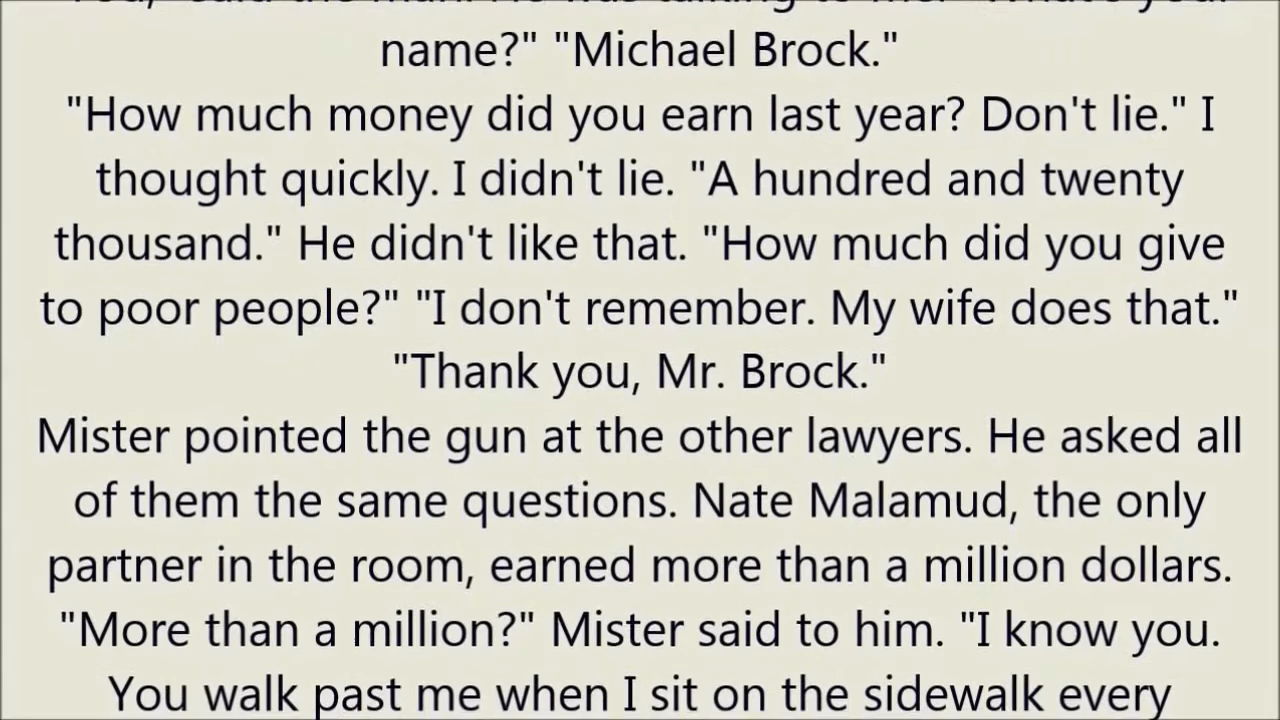 name?" "Michael Brock."
"How much money did you earn last year? Don't lie." I
thought quickly. I didn't lie. "A hundred and twenty
thousand." He didn't like that. "How much did you give
to poor people?" "I don't remember. My wife does that."
"Thank you, Mr. Brock."
Mister pointed the gun at the other lawyers. He asked all
of them the same questions. Nate Malamud, the only
partner in the room, earned more than a million dollars.
"More than a million?" Mister said to him. "I know you.
You walk past me when I sit on the sidewalk every